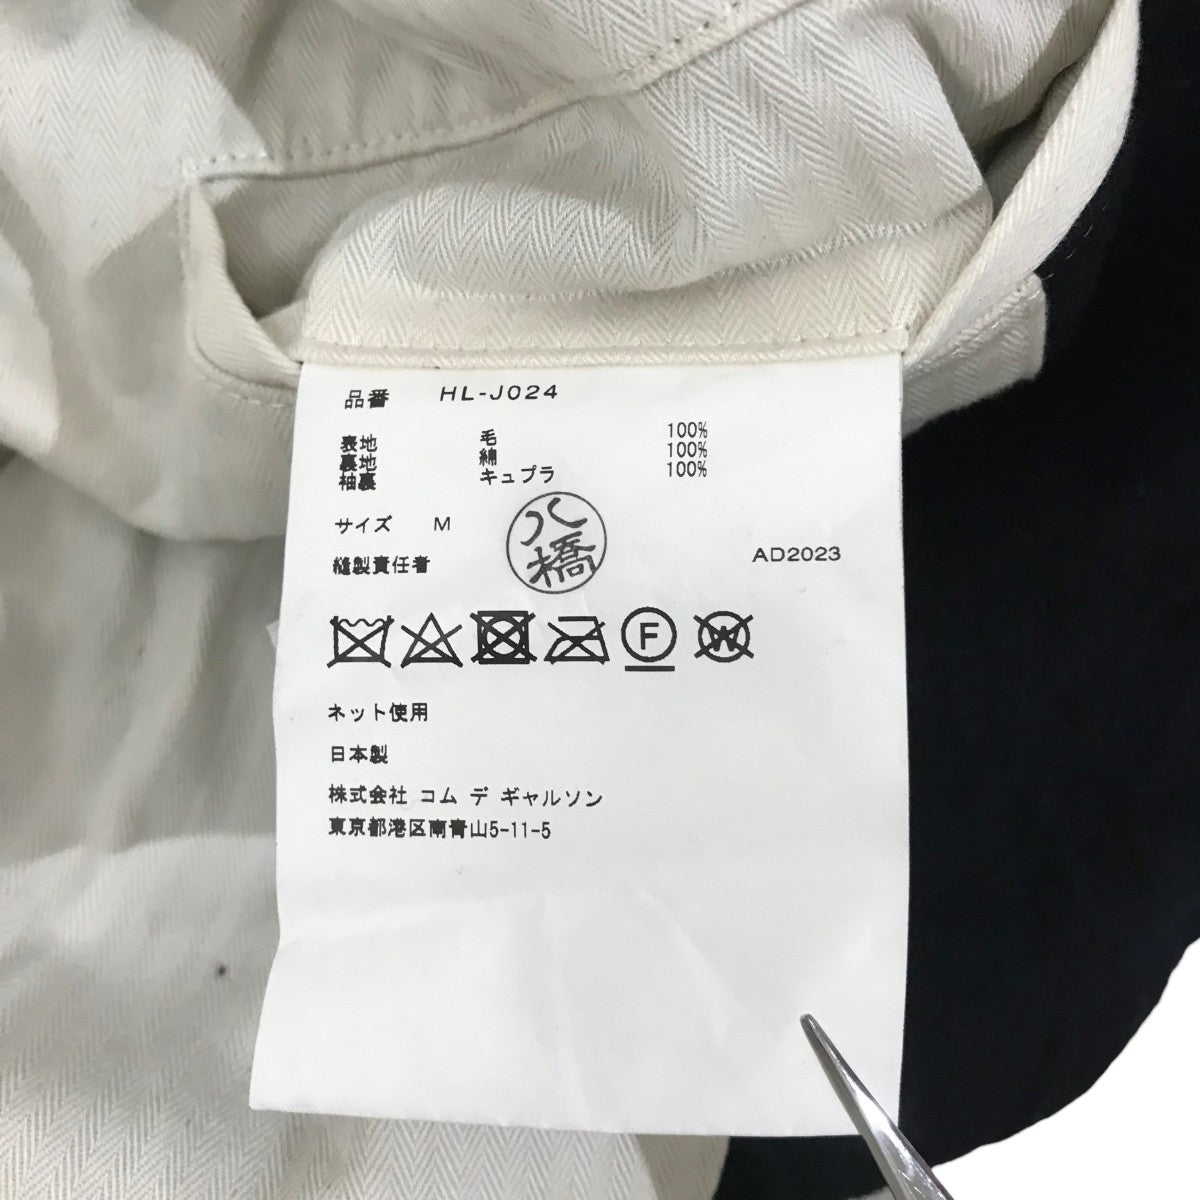 品番 HL-J024
表地 毛 100%
裏地 綿 100%
袖裏 キュプラ 100%
サイズ M
縫製責任者 八橋 AD2023
F W
ネット使用
日本製
株式会社 コム デ ギャルソン
東京都港区南青山5-11-5